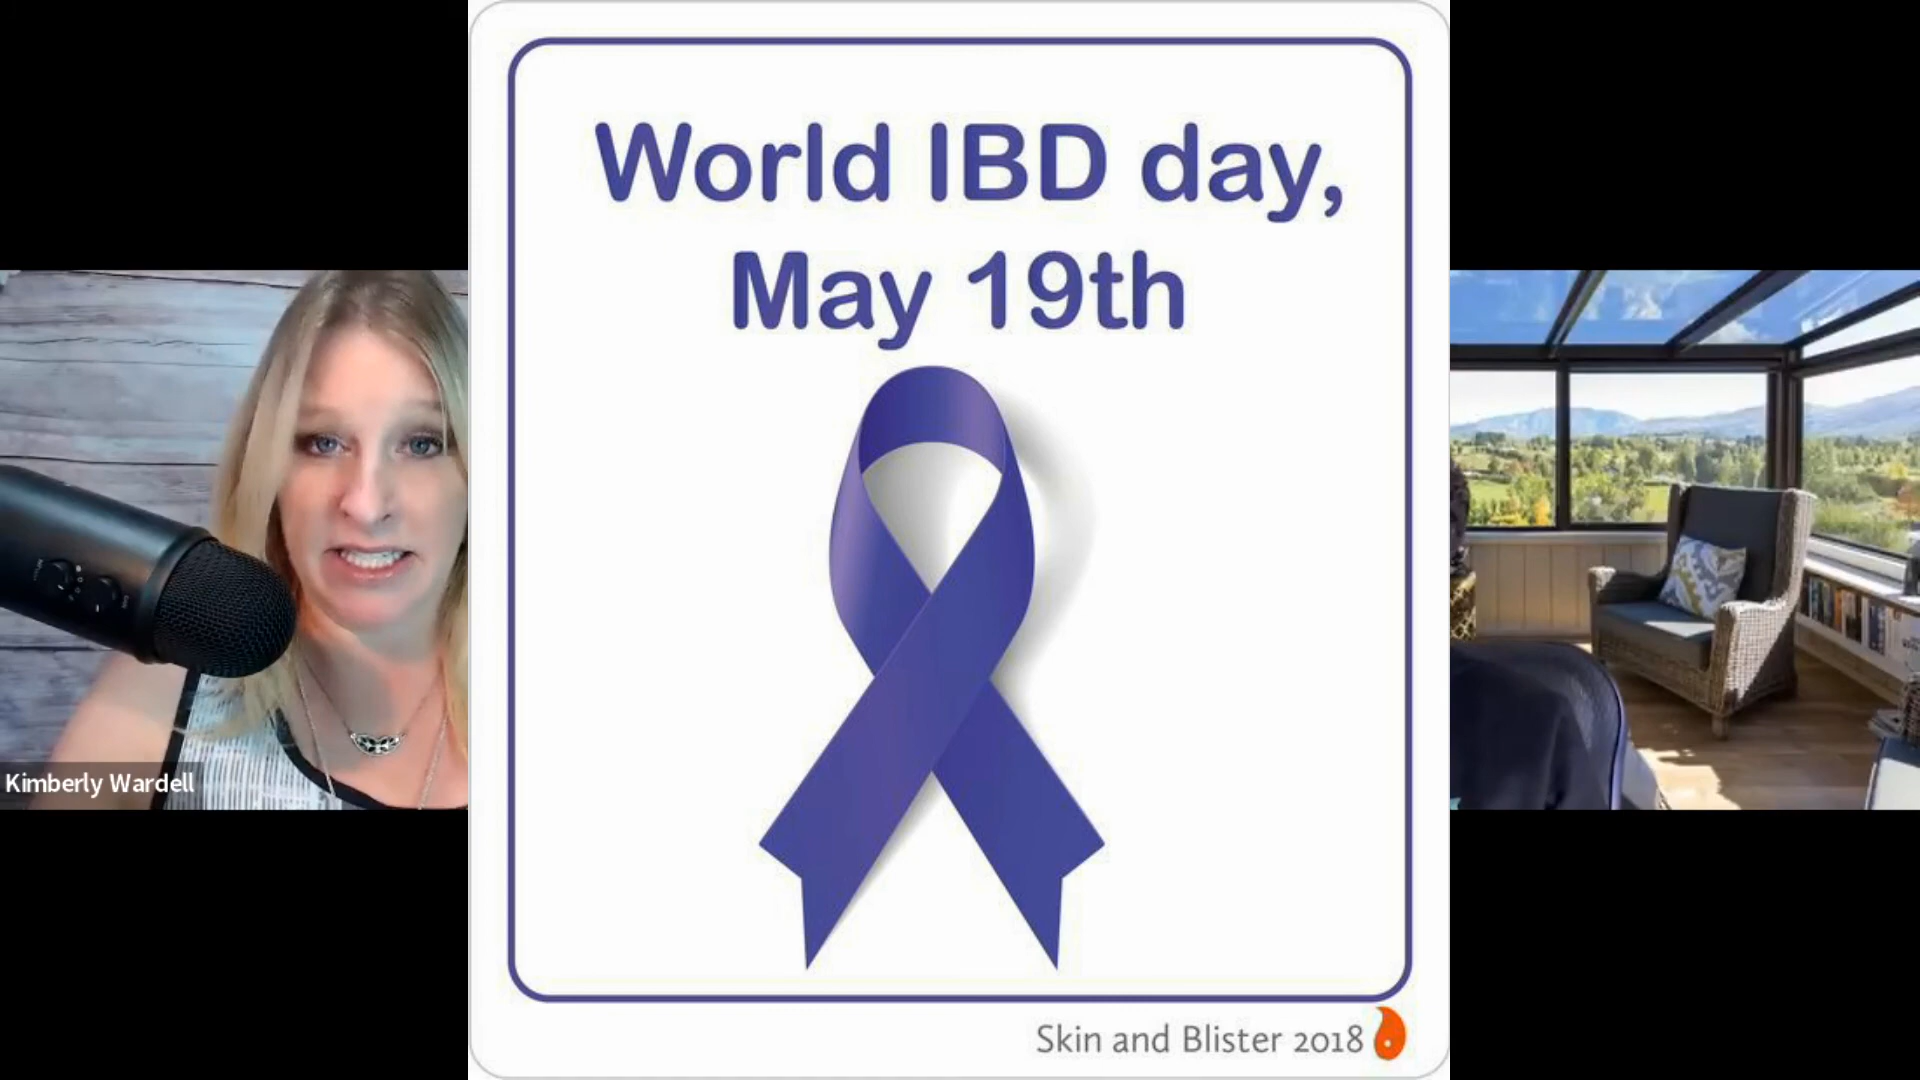 World IBD day,
May 19th
Kimberly Wardell
Skin and Blister 2018